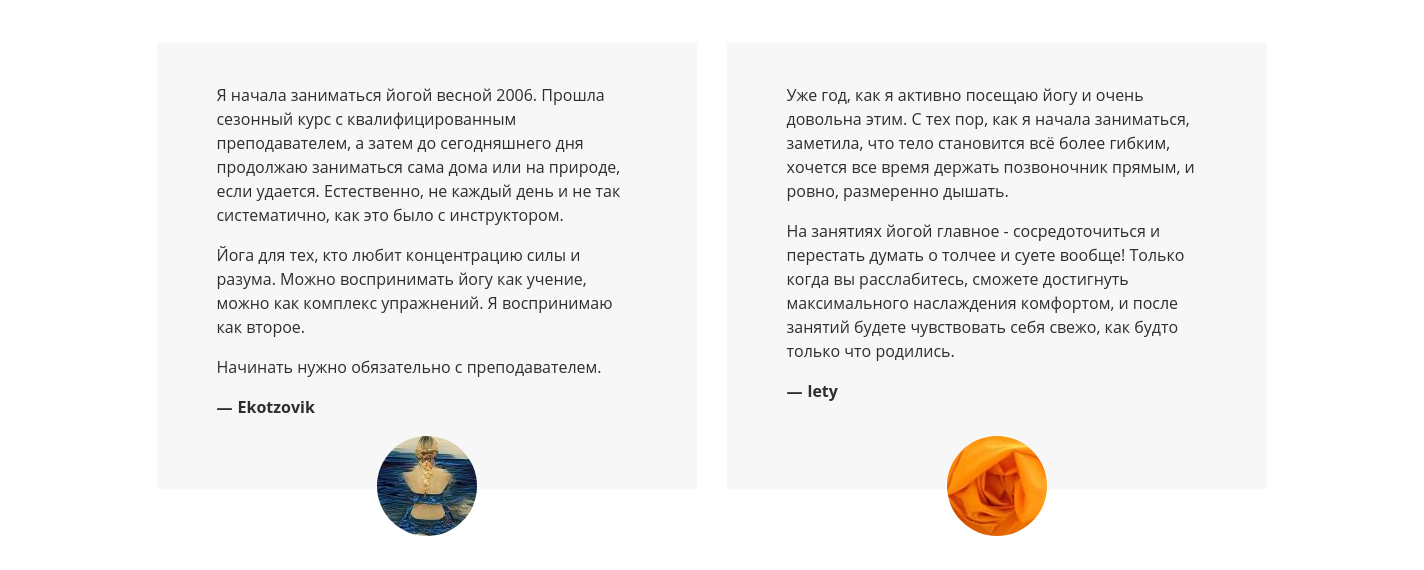 Я начала заниматься йогой весной 2006. Прошла
сезонный курс с квалифицированным
преподавателем, а затем до сегодняшнего дня
продолжаю заниматься сама дома или на природе,
если удается. Естественно, не каждый день и не так
систематично, как это было с инструктором.
Йога для тех, кто любит концентрацию силы и
разума. Можно воспринимать йогу как учение,
можно как комплекс упражнений. Я воспринимаю
как второе.
Начинать нужно обязательно с преподавателем.
— Ekotzovik
Уже год, как я активно посещаю йогу и очень
довольна этим. С тех пор, как я начала заниматься,
заметила, что тело становится всё более гибким,
хочется все время держать позвоночник прямым, и
ровно, размеренно дышать.
На занятиях йогой главное - сосредоточиться и
перестать думать о толчее и суете вообще! Только
когда вы расслабитесь, сможете достигнуть
максимального наслаждения комфортом, и после
занятий будете чувствовать себя свежо, как будто
только что родились.
— lety